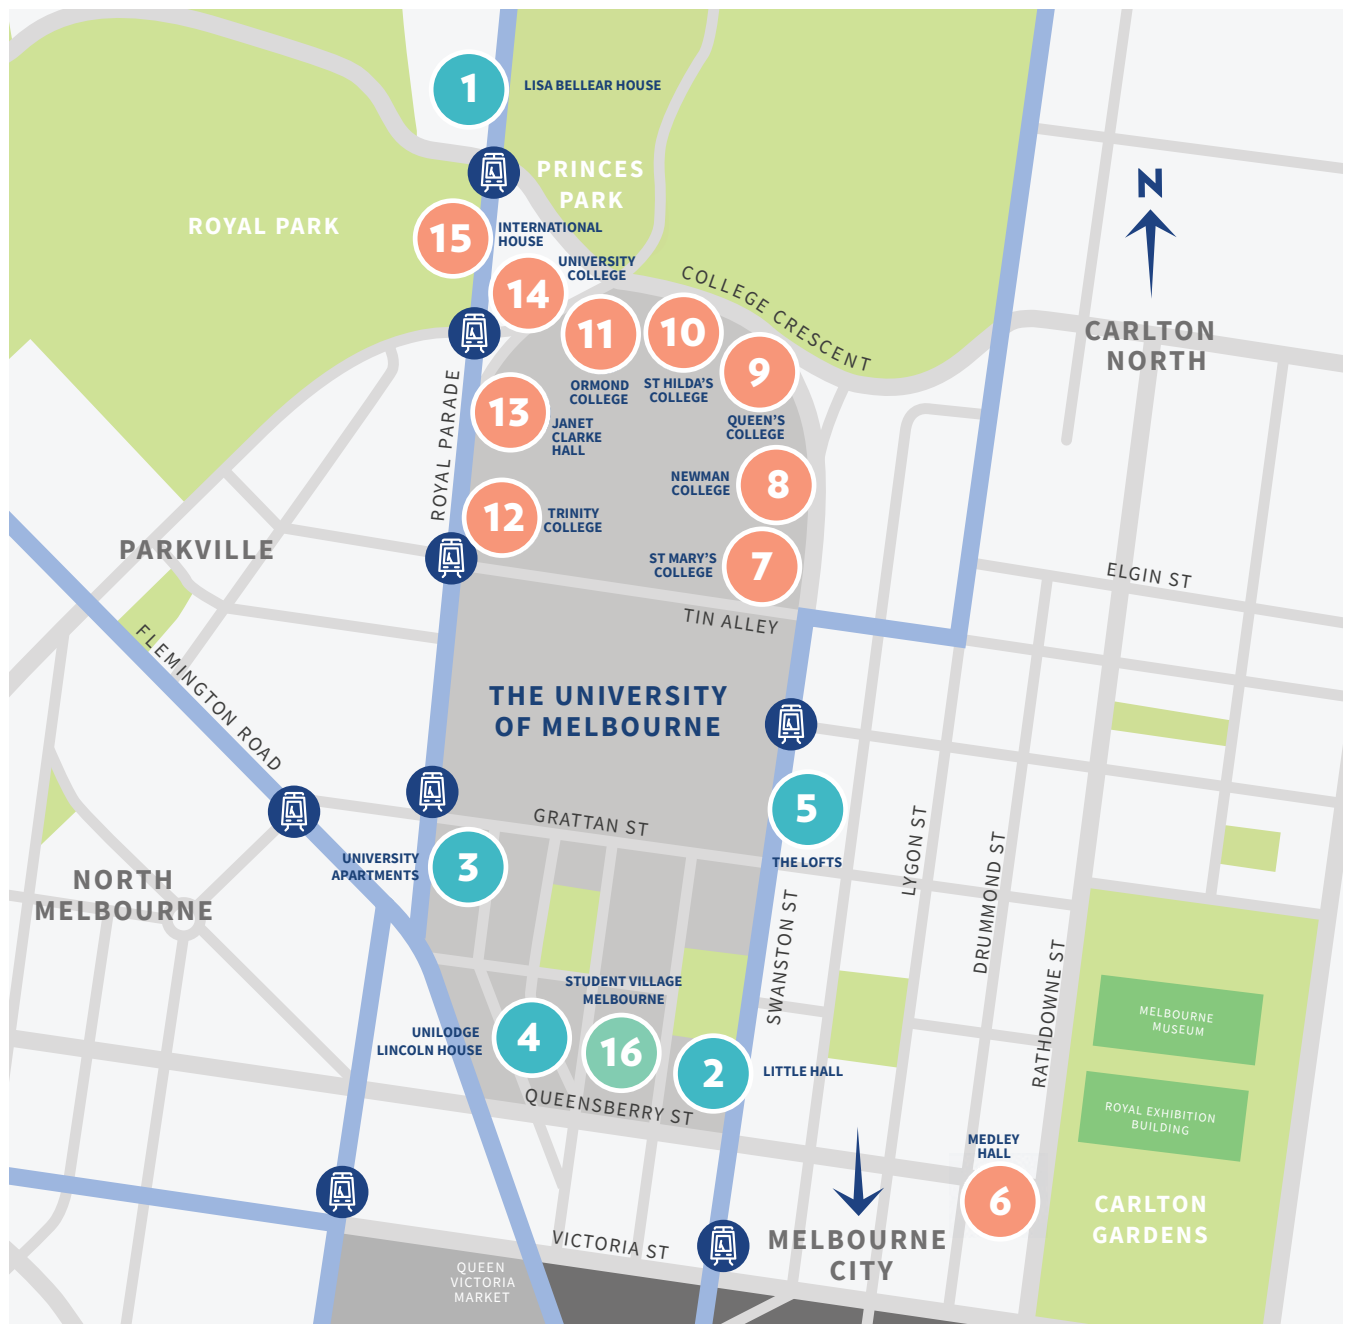 1
LISA BELLEAR HOUSE
PRINCES
PARK
N
ROYAL PARK
15
INTERNATIONAL
HOUSE
UNIVERSITY
COLLEGE
14
COLLEGE CRESCENT
11
10
9
CARLTON
NORTH
ORMOND
COLLEGE
ST HILDA'S
COLLEGE
QUEEN'S
COLLEGE
ROYAL PARADE
13
JANET
CLARKE
HALL
NEWMAN
COLLEGE
8
12
TRINITY
COLLEGE
PARKVILLE
ST MARY'S
COLLEGE
7
ELGIN ST
TIN ALLEY
FLEMINGTON ROAD
THE UNIVERSITY
OF MELBOURNE
GRATTAN ST
5
THE LOFTS
LYGON ST
DRUMMOND ST
UNIVERSITY
APARTMENTS
3
NORTH
MELBOURNE
SWANSTON ST
RATHDOWNE ST
STUDENT VILLAGE
MELBOURNE
MELBOURNE
MUSEUM
UNILODGE
LINCOLN HOUSE
4
16
2
LITTLE HALL
QUEENSBERRY ST
ROYAL EXHIBITION
BUILDING
MEDLEY
HALL
6
CARLTON
GARDENS
VICTORIA ST
MELBOURNE
CITY
QUEEN
VICTORIA
MARKET